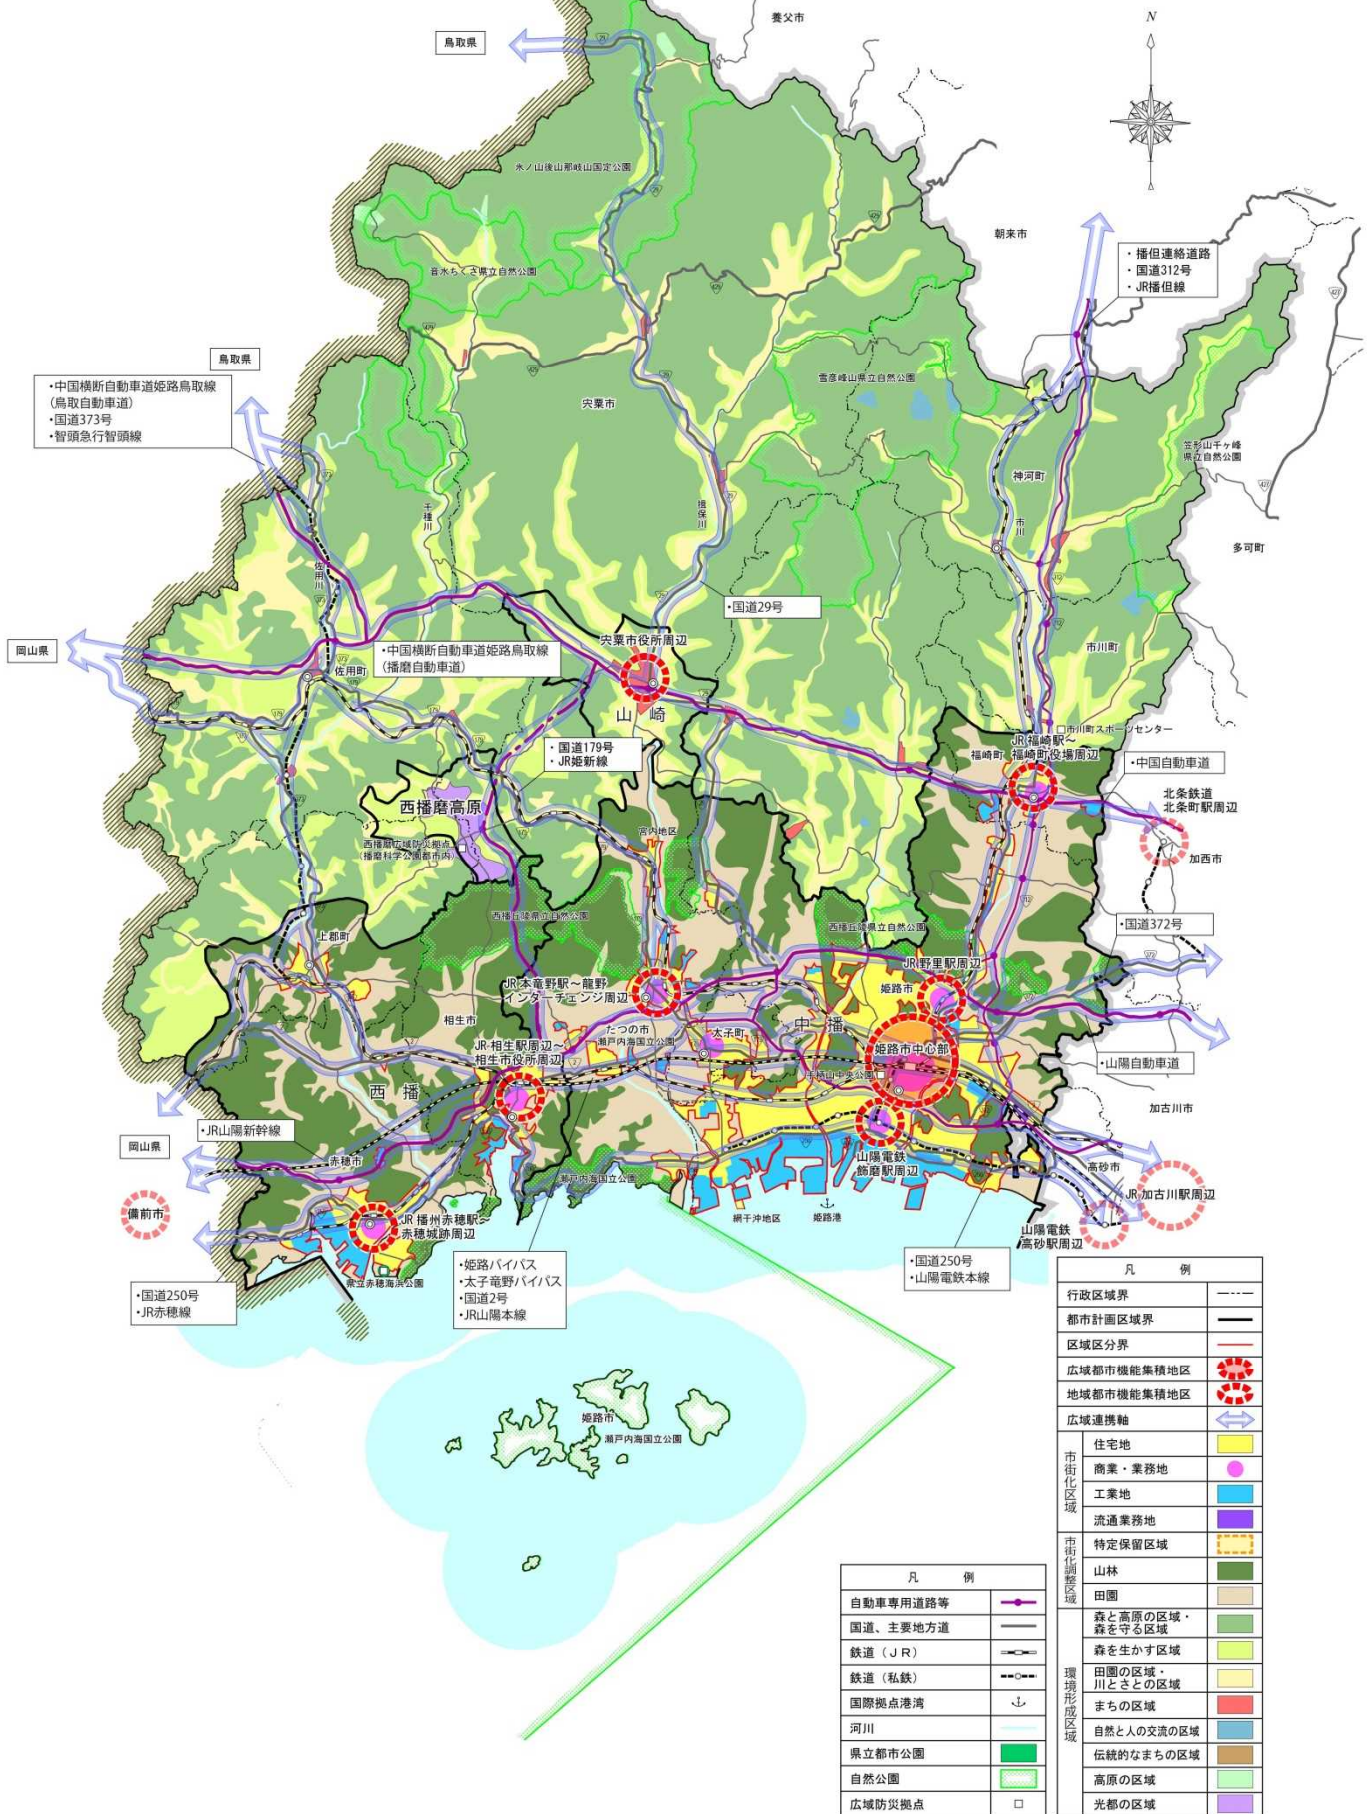 養父市
鳥取県
N
氷ノ山後山那岐山国定公園
朝来市
音水ちくさ県立自然公園
・播但連絡道路
・国道312号
・JR播但線
鳥取県
・中国横断自動車道姫路鳥取線
(鳥取自動車道)
・国道373号
・智頭急行智頭線
雪彦峰山県立自然公園
宍粟市
笠形山千ヶ峰
県立自然公園
神河町
千種川
揖保川
市川
多可町
佐用川
・国道29号
岡山県
宍粟市役所周辺
・中国横断自動車道姫路鳥取線
(播磨自動車道)
佐用町
市川町
山崎
□市川町スポーツセンター
JR福崎駅～
福崎町役場周辺
福崎町
・国道179号
・JR姫新線
・中国自動車道
北条鉄道
北条町駅周辺
西播磨高原
宮内地区
西播磨広域防災拠点
(播磨科学公園都市内)
加西市
西播丘陵県立自然公園
西播丘陵県立自然公園
・国道372号
上郡町
JR野里駅周辺
JR本竜野駅～龍野
インターチェンジ周辺
姫路市
相生市
たつの市
太子町
中播
瀬戸内海国立公園
JR相生駅周辺～
相生市役所周辺
姫路市中心部
・山陽自動車道
手柄山中央公園
西播
加古川市
・JR山陽新幹線
岡山県
赤穂市
山陽電鉄
飾磨駅周辺
高砂市
瀬戸内海国立公園
JR加古川駅周辺
備前市
JR播州赤穂駅～
赤穂城跡周辺
網干沖地区
姫路港
山陽電鉄
高砂駅周辺
・姫路バイパス
・太子竜野バイパス
・国道2号
・JR山陽本線
・国道250号
・山陽電鉄本線
県立赤穂海浜公園
・国道250号
・JR赤穂線
姫路市
瀬戸内海国立公園
凡 例
行政区域界
都市計画区域界
区域区分界
広域都市機能集積地区
地域都市機能集積地区
広域連携軸
市街化区域
住宅地
商業・業務地
工業地
流通業務地
市街化調整区域
特定保留区域
山林
田園
環境形成区域
森と高原の区域・
森を守る区域
森を生かす区域
田園の区域・
川とさとの区域
まちの区域
自然と人の交流の区域
伝統的なまちの区域
高原の区域
光都の区域
凡 例
自動車専用道路等
国道、主要地方道
鉄道（JR）
鉄道（私鉄）
国際拠点港湾
河川
県立都市公園
自然公園
広域防災拠点